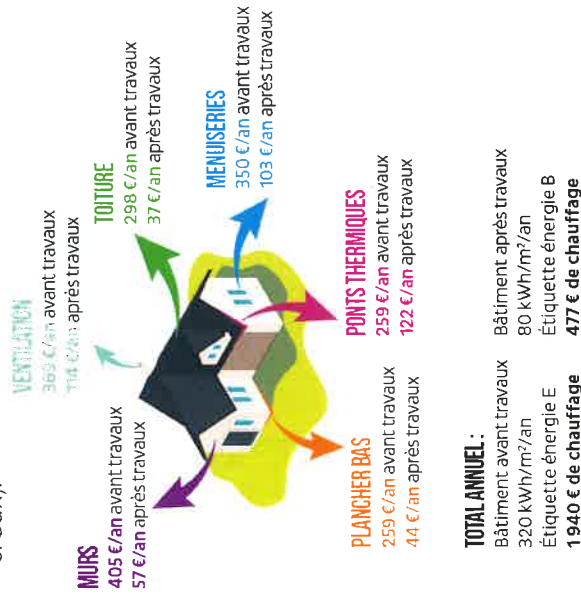 VENTILATION
369 €/an avant travaux
114 €/an après travaux
TOITURE
298 €/an avant travaux
37 €/an après travaux
MURS
405 €/an avant travaux
57 €/an après travaux
MENUISERIES
350 €/an avant travaux
103 €/an après travaux
PLANCHER BAS
259 €/an avant travaux
44 €/an après travaux
PONTS THERMIQUES
259 €/an avant travaux
122 €/an après travaux
TOTAL ANNUEL :
Bâtiment avant travaux
320 kWh/m²/an
Étiquette énergie E
1 940 € de chauffage
Bâtiment après travaux
80 kWh/m²/an
Étiquette énergie B
477 € de chauffage